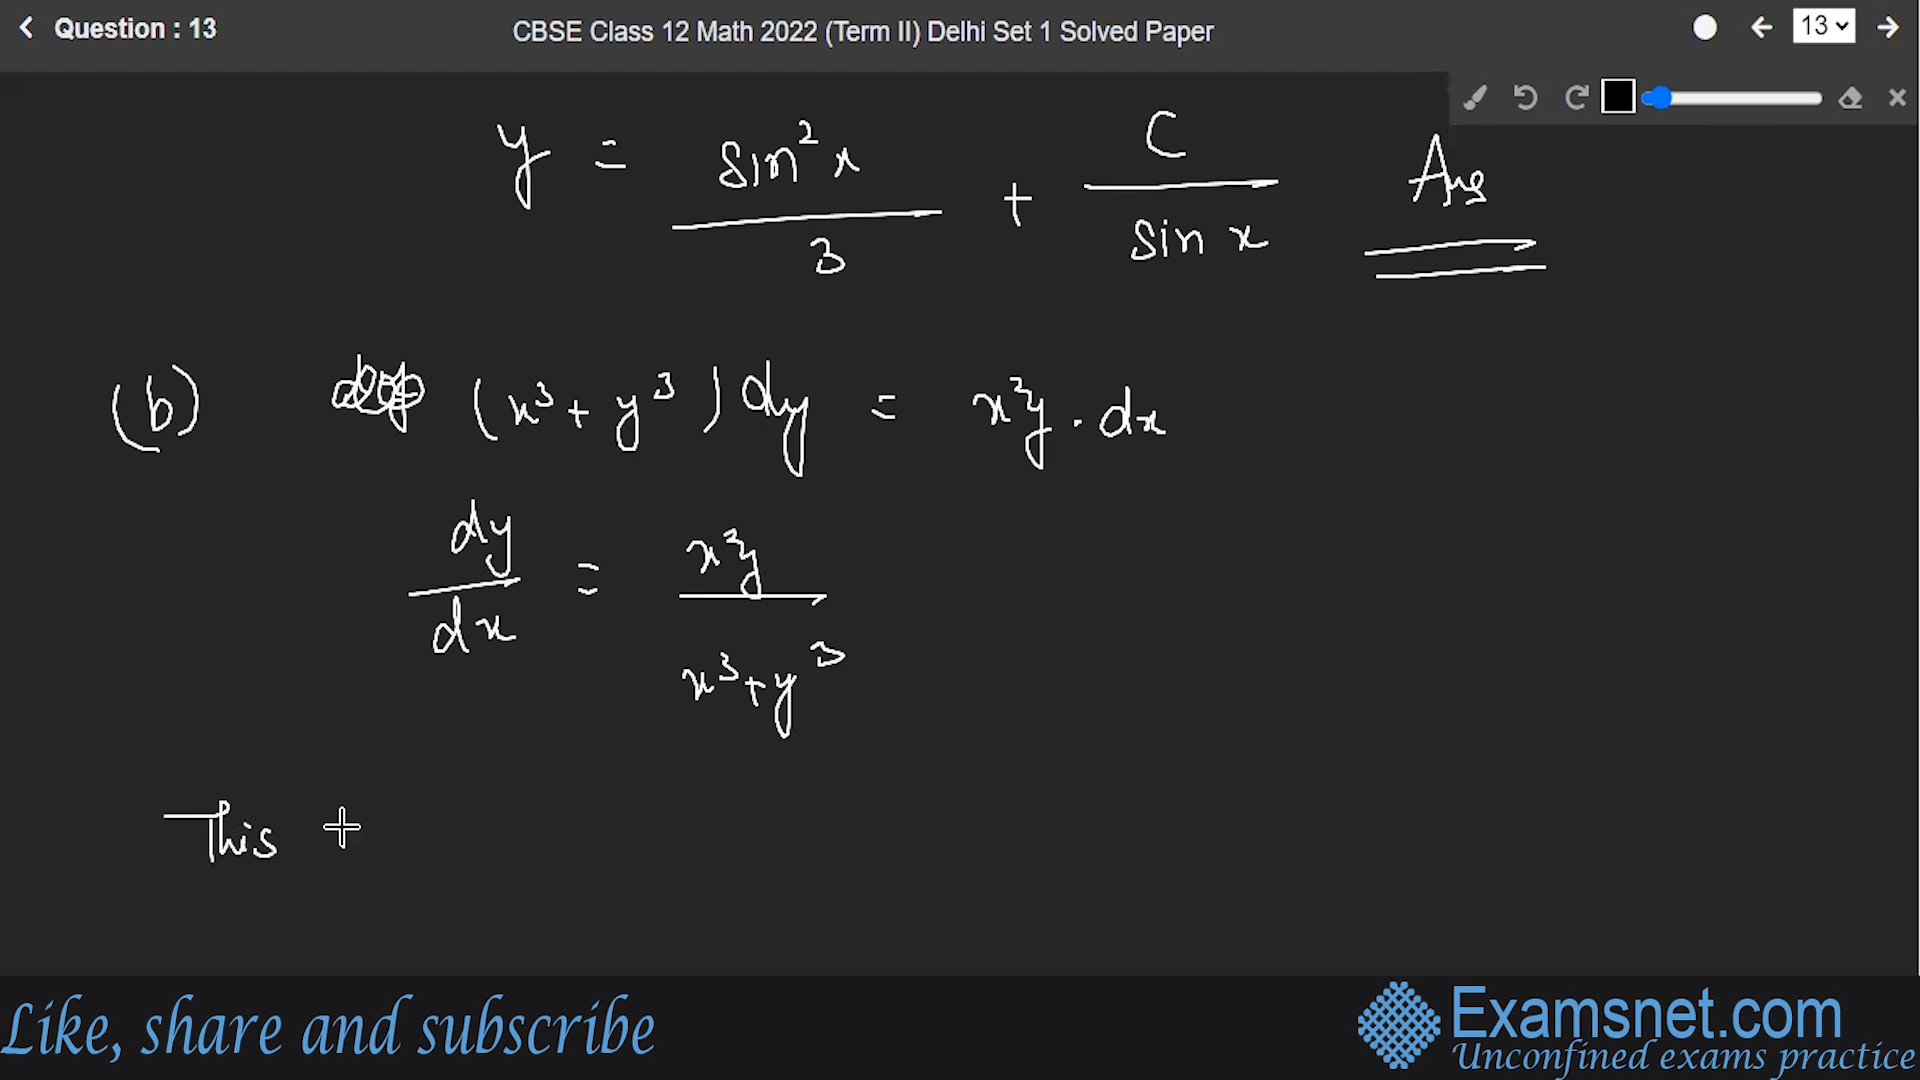 Question : 13
CBSE Class 12 Math 2022 (Term II) Delhi Set 1 Solved Paper
13
y = sin²x / 3 + C / sin x Ans
(b) (x³ + y³) dy = x²y . dx
dy / dx = x²y / x³+y³
This
Like, share and subscribe
Examsnet.com
Unconfined exams practice